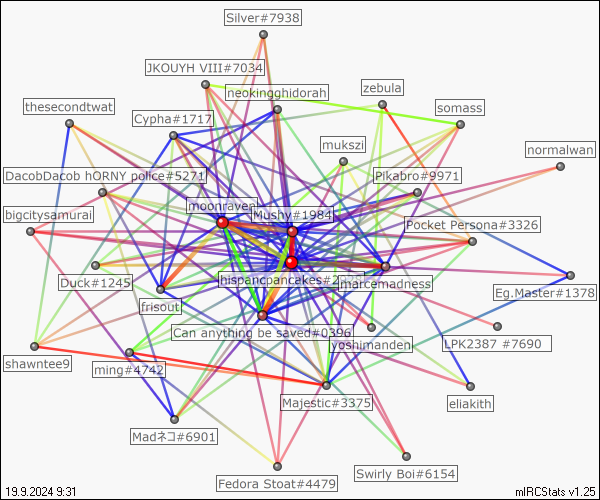 Silver#7938
JKOUYH VIII#7034
neokingghidorah
zebula
thesecondtwat
Cypha#1717
somass
mukszi
normalwan
DacobDacob hORNY police#5271
Pikabro#9971
moonraven
Mushy#1984
bigcitysamurai
Pocket Persona#3326
Duck#1245
hispancpancakes#2
marcemadness
Eg.Master#1378
frisout
Can anything be saved#0396
yoshimanden
LPK2387 #7690
shawntee9
ming#4742
Majestic#3375
eliakith
Madネコ#6901
Swirly Boi#6154
Fedora Stoat#4479
19.9.2024 9:31
mIRCStats v1.25